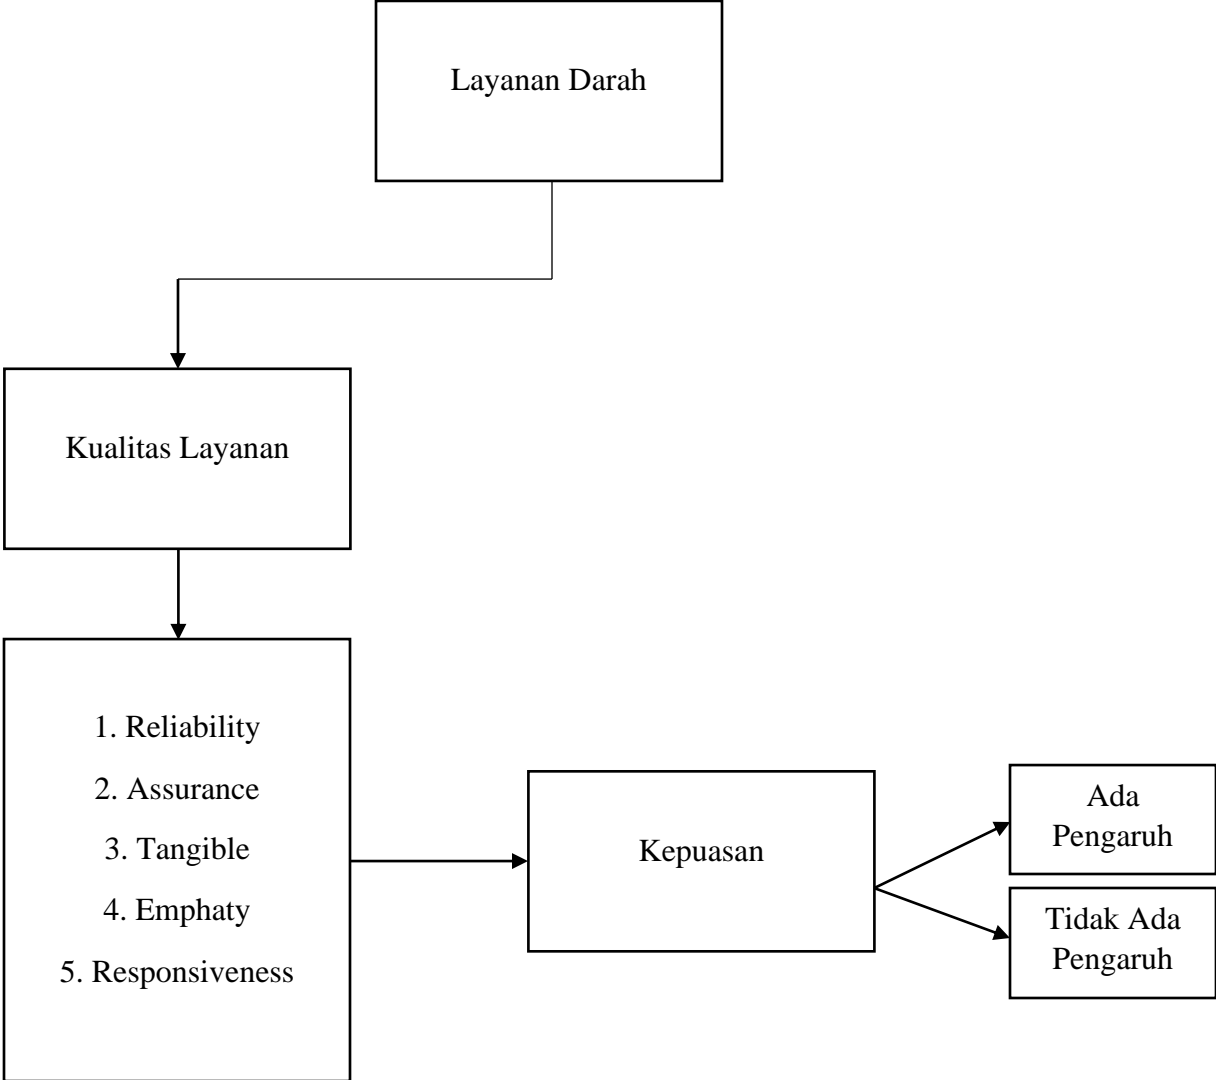 Layanan Darah
Kualitas Layanan
1. Reliability
2. Assurance
3. Tangible
4. Emphaty
5. Responsiveness
Kepuasan
Ada
Pengaruh
Tidak Ada
Pengaruh